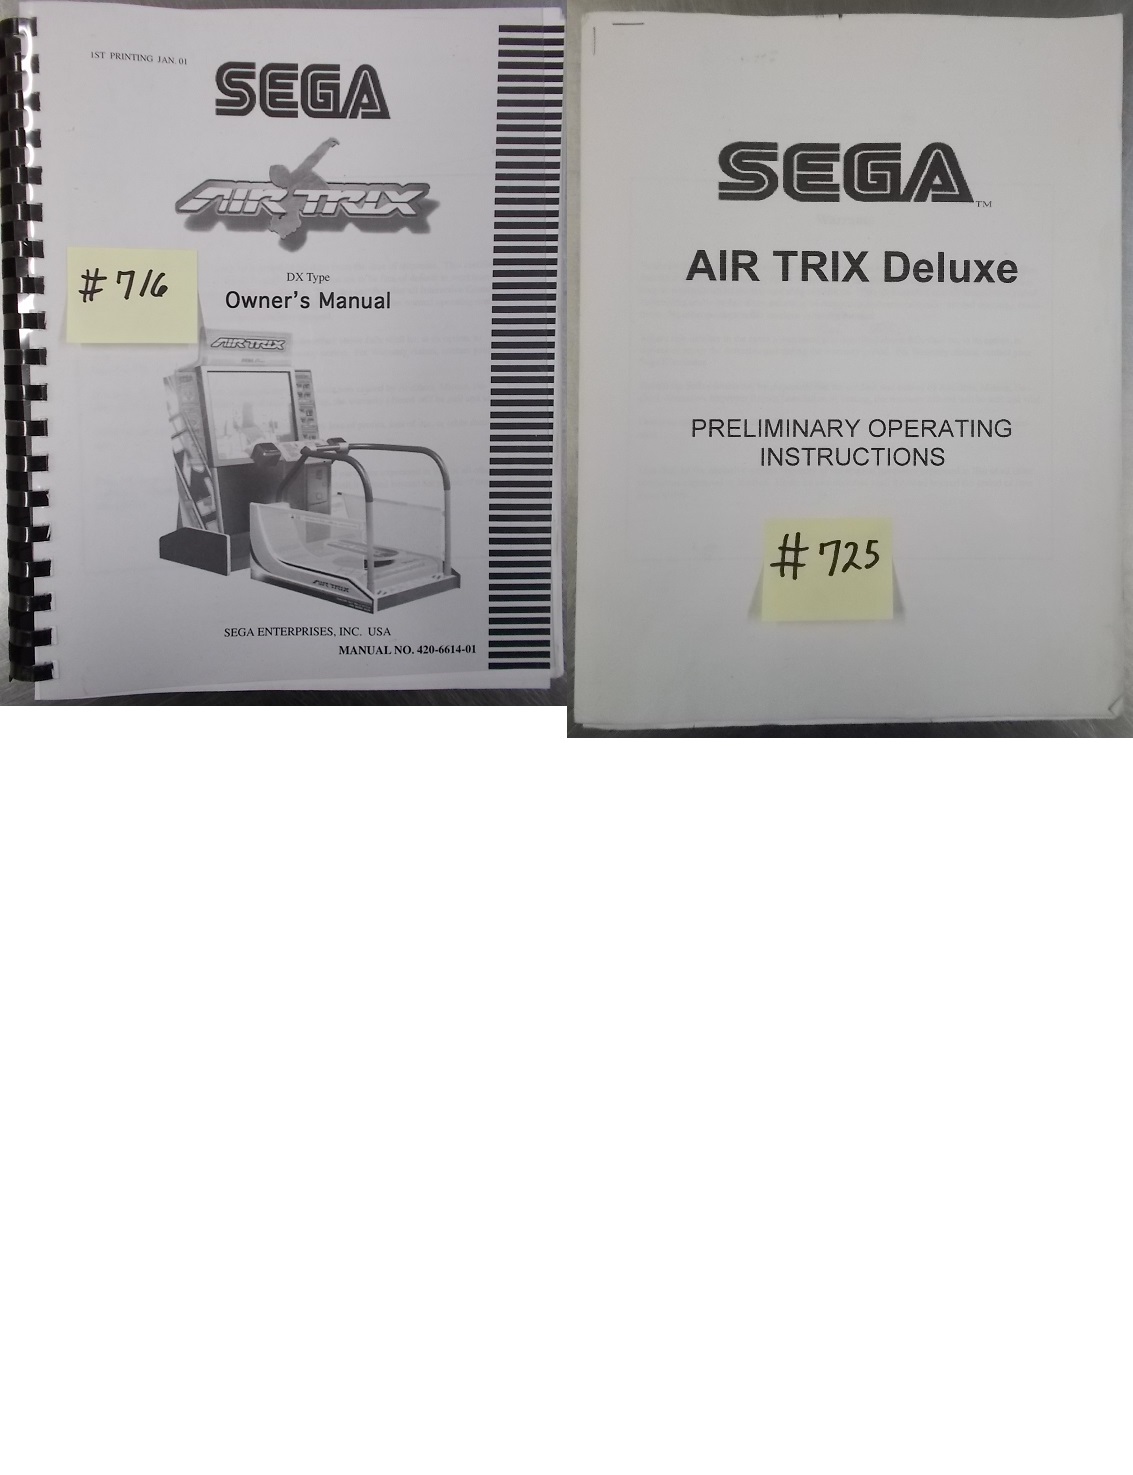 1ST PRINTING JAN. 01
SEGA
AIR TRIX
#716
DX Type
Owner's Manual
AIR TRIX
AIR TRIX
SEGA ENTERPRISES, INC. USA
MANUAL NO. 420-6614-01
SEGA™
AIR TRIX Deluxe
PRELIMINARY OPERATING
INSTRUCTIONS
#725